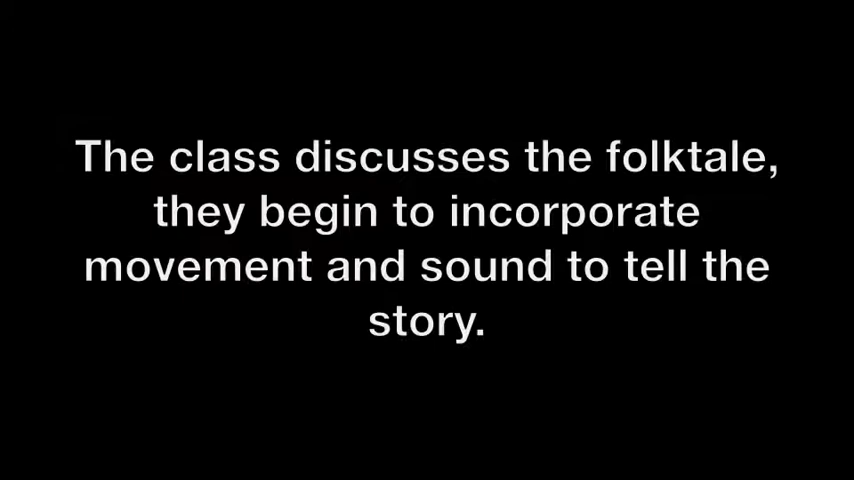 The class discusses the folktale,
they begin to incorporate
movement and sound to tell the
story.